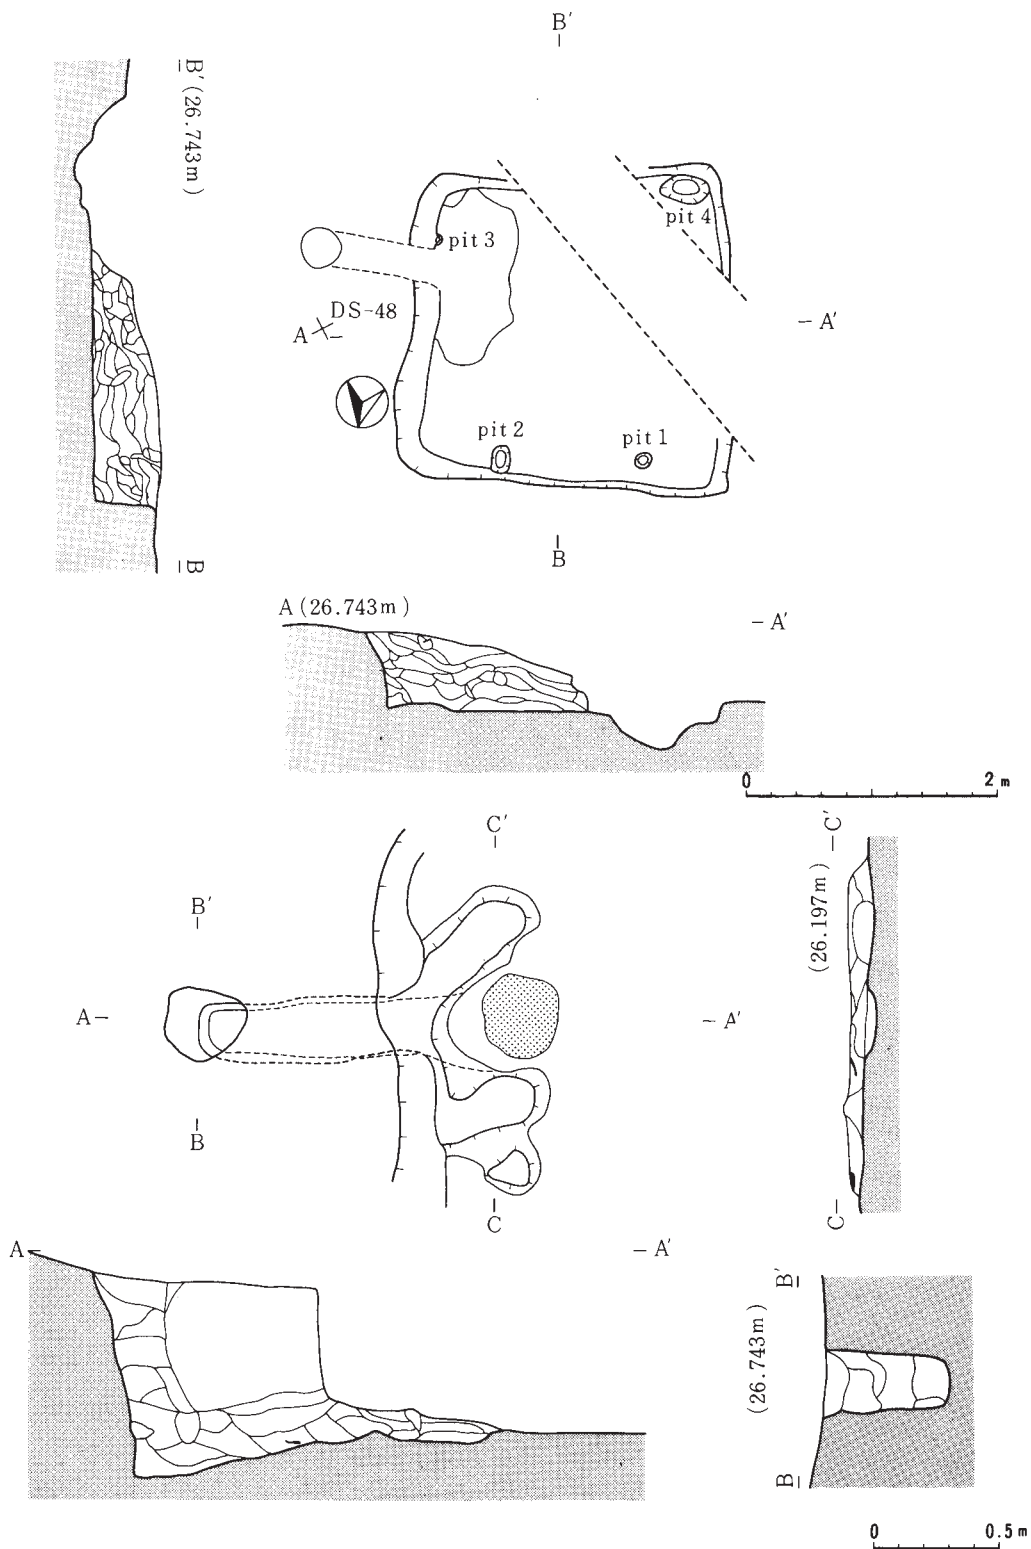 B′
B′ (26.743m)
pit 4
pit 3
DS-48
A
A′
pit 2
pit 1
B
B
A (26.743m)
A′
0 2 m
C′
C′
(26.197m)
B′
A
A′
B
C
C
A
A′
B′
(26.743m)
B
0 0.5 m